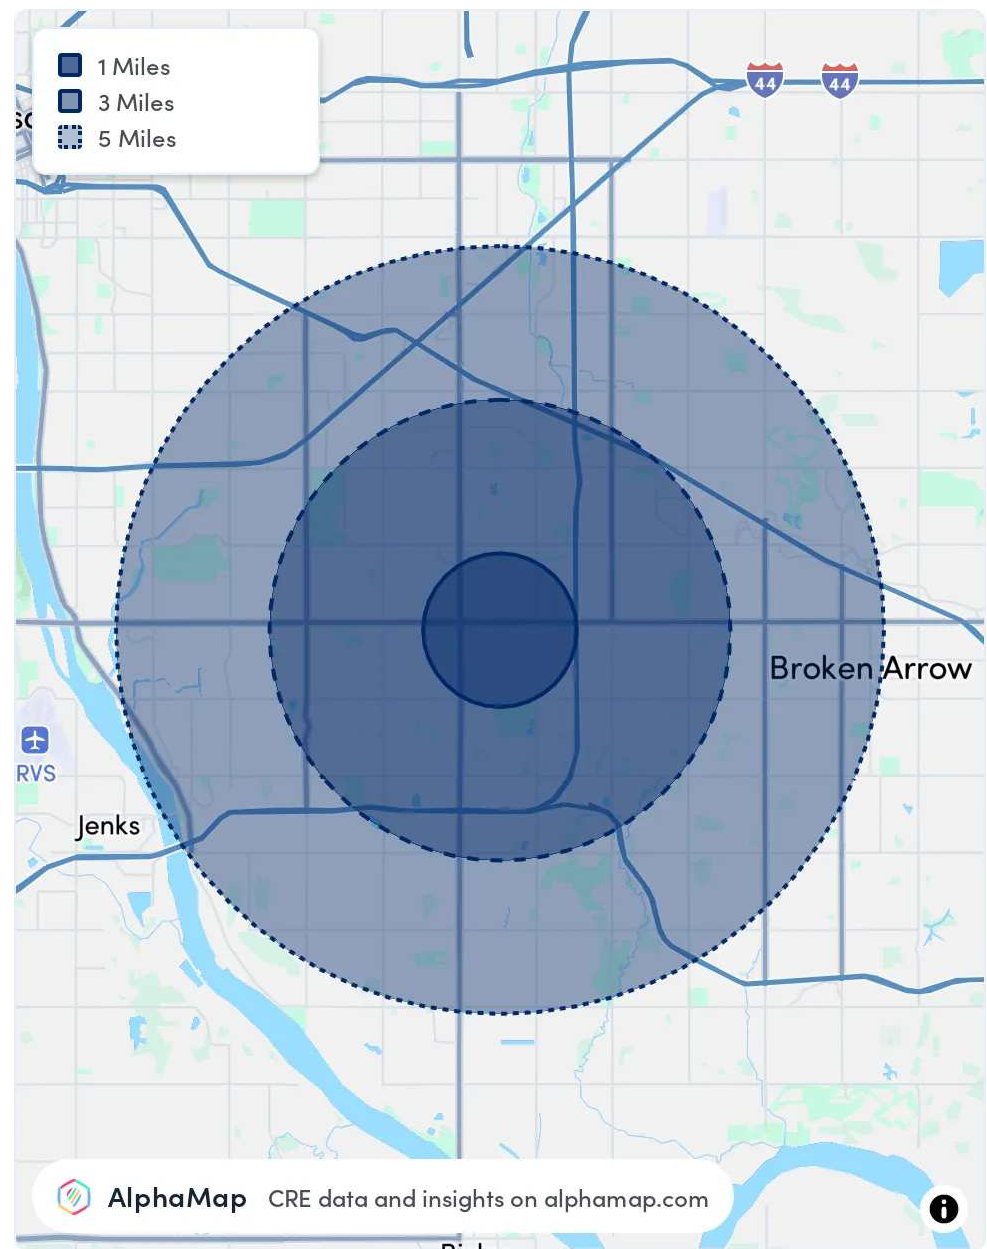 1 Miles
3 Miles
5 Miles
44
44
Broken Arrow
RVS
Jenks
AlphaMap
CRE data and insights on alphamap.com